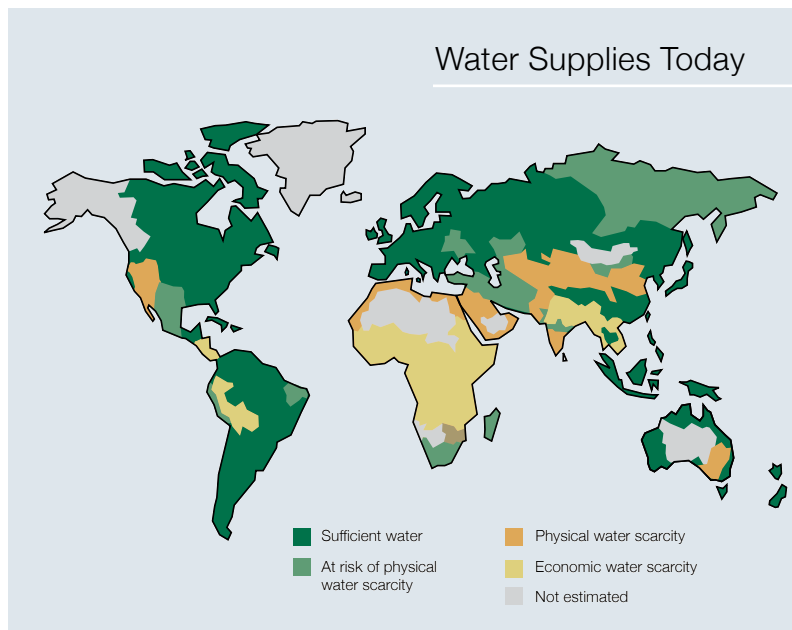 Water Supplies Today
Sufficient water
At risk of physical
water scarcity
Physical water scarcity
Economic water scarcity
Not estimated